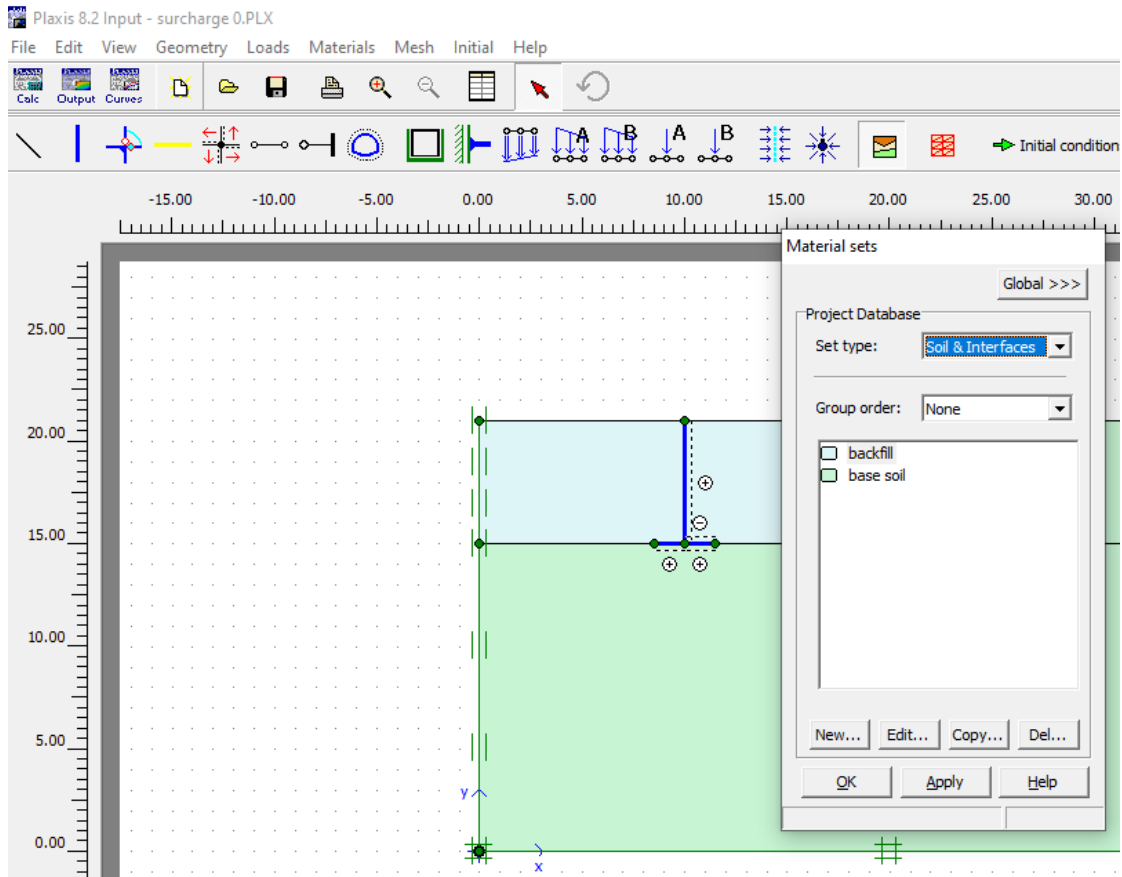 Plaxis 8.2 Input - surcharge 0.PLX
File Edit View Geometry Loads Materials Mesh Initial Help
Calc Output Curves
A B A B Initial condition
-15.00 -10.00 -5.00 0.00 5.00 10.00 15.00 20.00 25.00 30.00
Material sets
Global >>>
Project Database
Set type: Soil & Interfaces
Group order: None
backfill
base soil
New... Edit... Copy... Del...
OK Apply Help
25.00
20.00
15.00
10.00
5.00
0.00
y
x